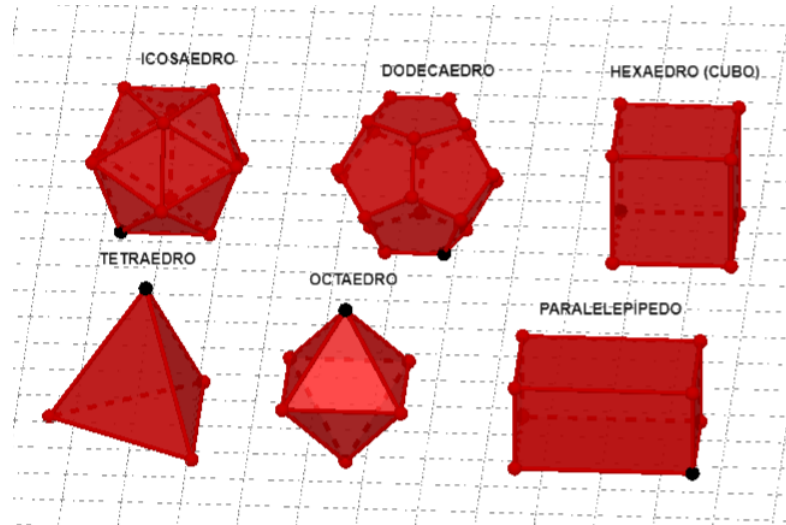 ICOSAEDRO
DODECAEDRO
HEXAEDRO (CUBO)
TETRAEDRO
OCTAEDRO
PARALELEPÍPEDO